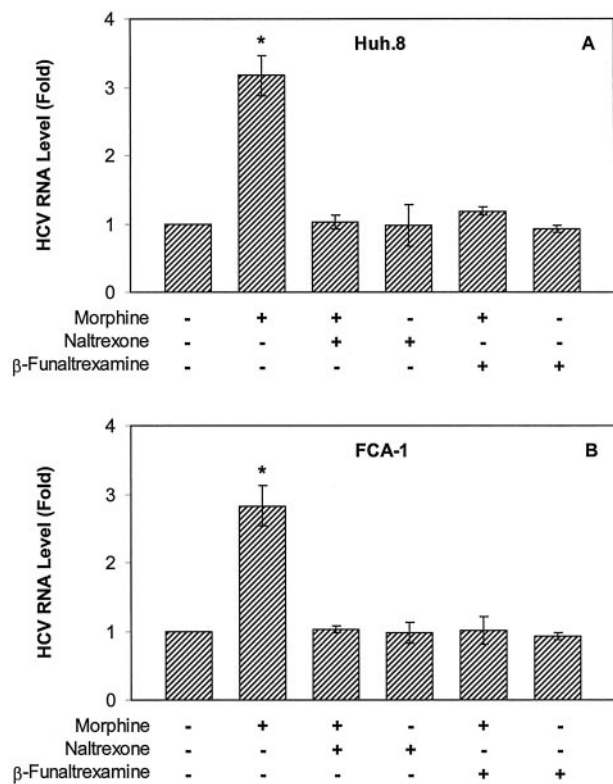 Huh.8 A
HCV RNA Level (Fold)
4
3
2
1
0
*
Morphine - + + - + -
Naltrexone - - + + - -
β-Funaltrexamine - - - - + +
FCA-1 B
HCV RNA Level (Fold)
4
3
2
1
0
*
Morphine - + + - + -
Naltrexone - - + + - -
β-Funaltrexamine - - - - + +